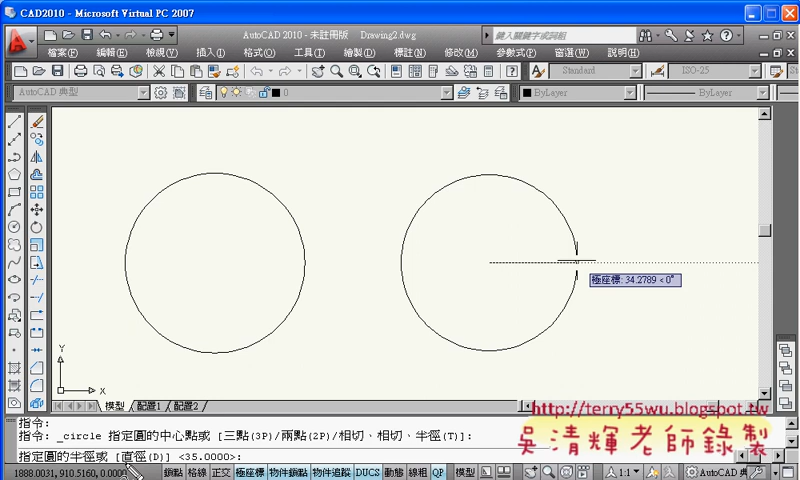 CAD2010 - Microsoft Virtual PC 2007
AutoCAD 2010 - 未註冊版 Drawing2.dwg
鍵入關鍵字或詞組
檔案(F) 編輯(E) 檢視(V) 插入(I) 格式(O) 工具(T) 繪製(D) 標註(N) 修改(M) 參數式(P) 視窗(W) 說明(H)
Standard ISO-25
AutoCAD 典型 0 ByLayer ByLayer
極座標: 34.2789 < 0°
Y
X
模型 配置1 配置2
指令:
指令: _circle 指定圓的中心點或 [三點(3P)/兩點(2P)/相切、相切、半徑(T)]:
指定圓的半徑或 [直徑(D)] <35.0000>:
http://terry55wu.blogspot.tw
吳清輝老師錄製
1888.0031, 910.5160, 0.0000 鎖點 格線 正交 極座標 物件鎖點 物件追蹤 DUCS 動態 線粗 QP 模型 1:1 AutoCAD 典型